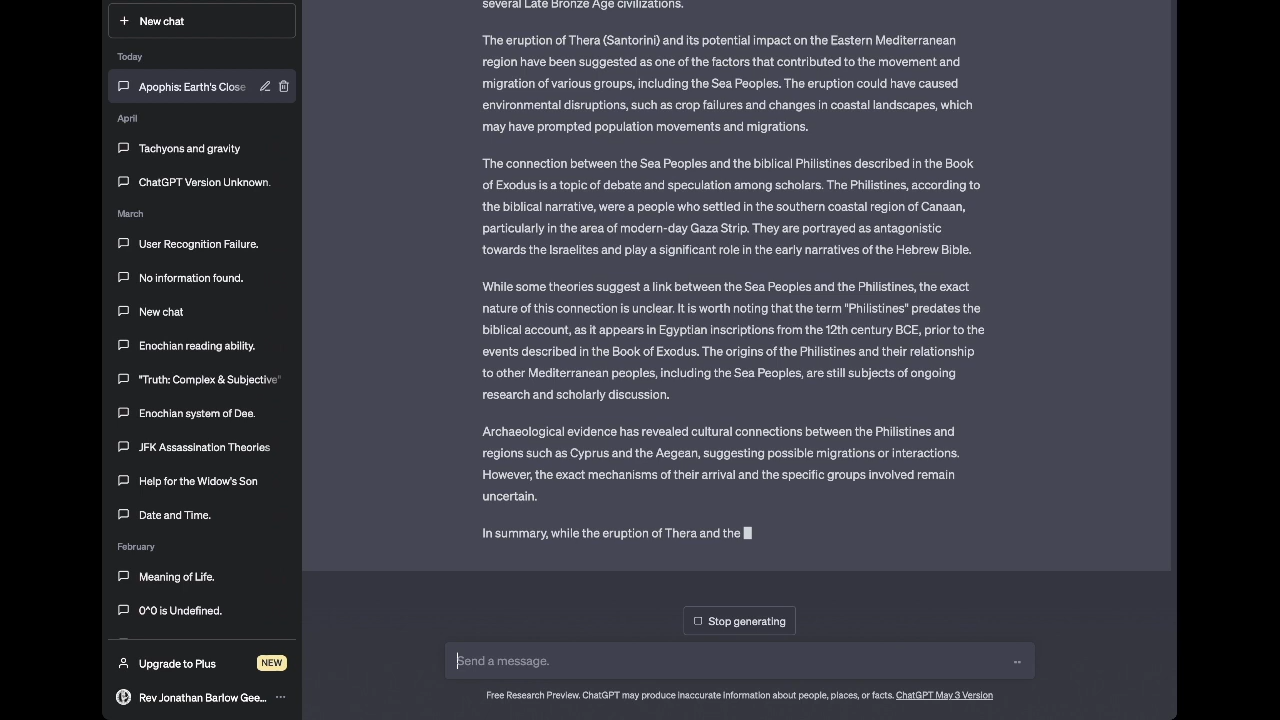 New chat
Today
Apophis: Earth's Close
April
Tachyons and gravity
ChatGPT Version Unknown.
March
User Recognition Failure.
No information found.
New chat
Enochian reading ability.
"Truth: Complex & Subjective"
Enochian system of Dee.
JFK Assassination Theories
Help for the Widow's Son
Date and Time.
February
Meaning of Life.
0^0 is Undefined.
Upgrade to Plus
NEW
Rev Jonathan Barlow Gee...
several Late Bronze Age civilizations.
The eruption of Thera (Santorini) and its potential impact on the Eastern Mediterranean
region have been suggested as one of the factors that contributed to the movement and
migration of various groups, including the Sea Peoples. The eruption could have caused
environmental disruptions, such as crop failures and changes in coastal landscapes, which
may have prompted population movements and migrations.
The connection between the Sea Peoples and the biblical Philistines described in the Book
of Exodus is a topic of debate and speculation among scholars. The Philistines, according to
the biblical narrative, were a people who settled in the southern coastal region of Canaan,
particularly in the area of modern-day Gaza Strip. They are portrayed as antagonistic
towards the Israelites and play a significant role in the early narratives of the Hebrew Bible.
While some theories suggest a link between the Sea Peoples and the Philistines, the exact
nature of this connection is unclear. It is worth noting that the term "Philistines" predates the
biblical account, as it appears in Egyptian inscriptions from the 12th century BCE, prior to the
events described in the Book of Exodus. The origins of the Philistines and their relationship
to other Mediterranean peoples, including the Sea Peoples, are still subjects of ongoing
research and scholarly discussion.
Archaeological evidence has revealed cultural connections between the Philistines and
regions such as Cyprus and the Aegean, suggesting possible migrations or interactions.
However, the exact mechanisms of their arrival and the specific groups involved remain
uncertain.
In summary, while the eruption of Thera and the
Stop generating
Send a message.
Free Research Preview. ChatGPT may produce inaccurate information about people, places, or facts. ChatGPT May 3 Version